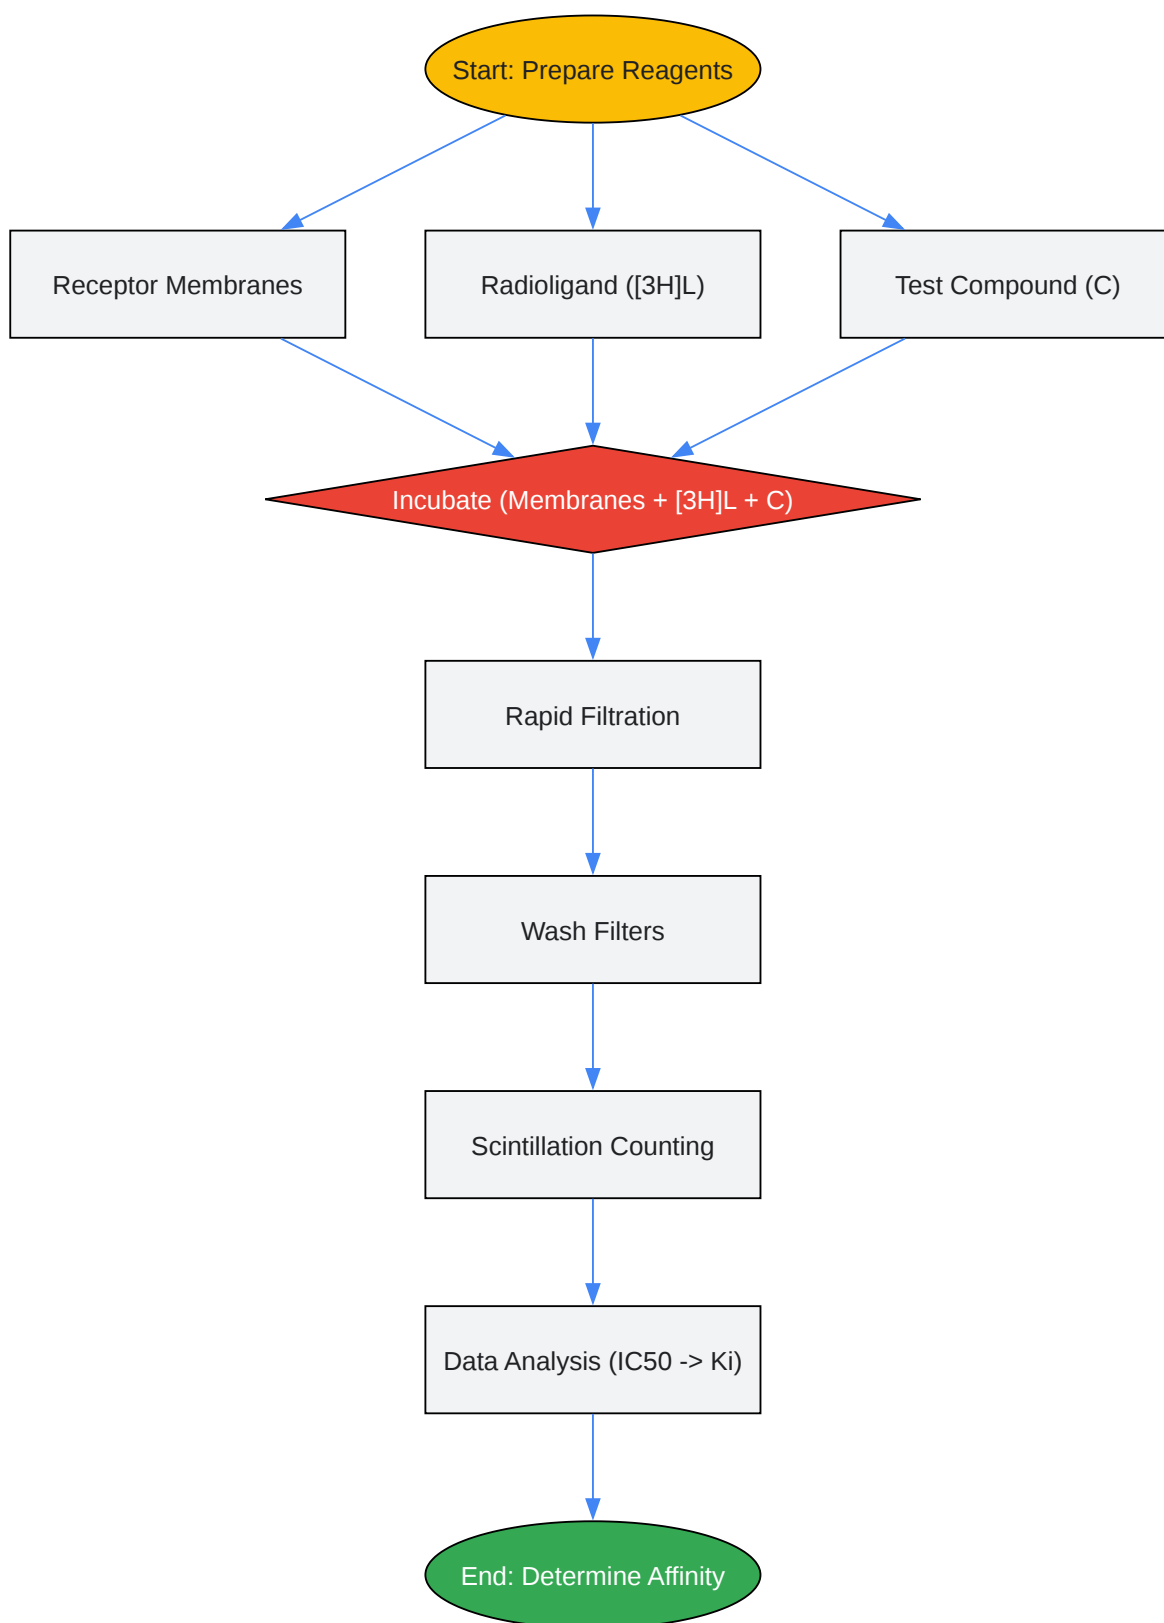 Start: Prepare Reagents
Receptor Membranes
Radioligand ([3H]L)
Test Compound (C)
Incubate (Membranes + [3H]L + C)
Rapid Filtration
Wash Filters
Scintillation Counting
Data Analysis (IC50 -> Ki)
End: Determine Affinity